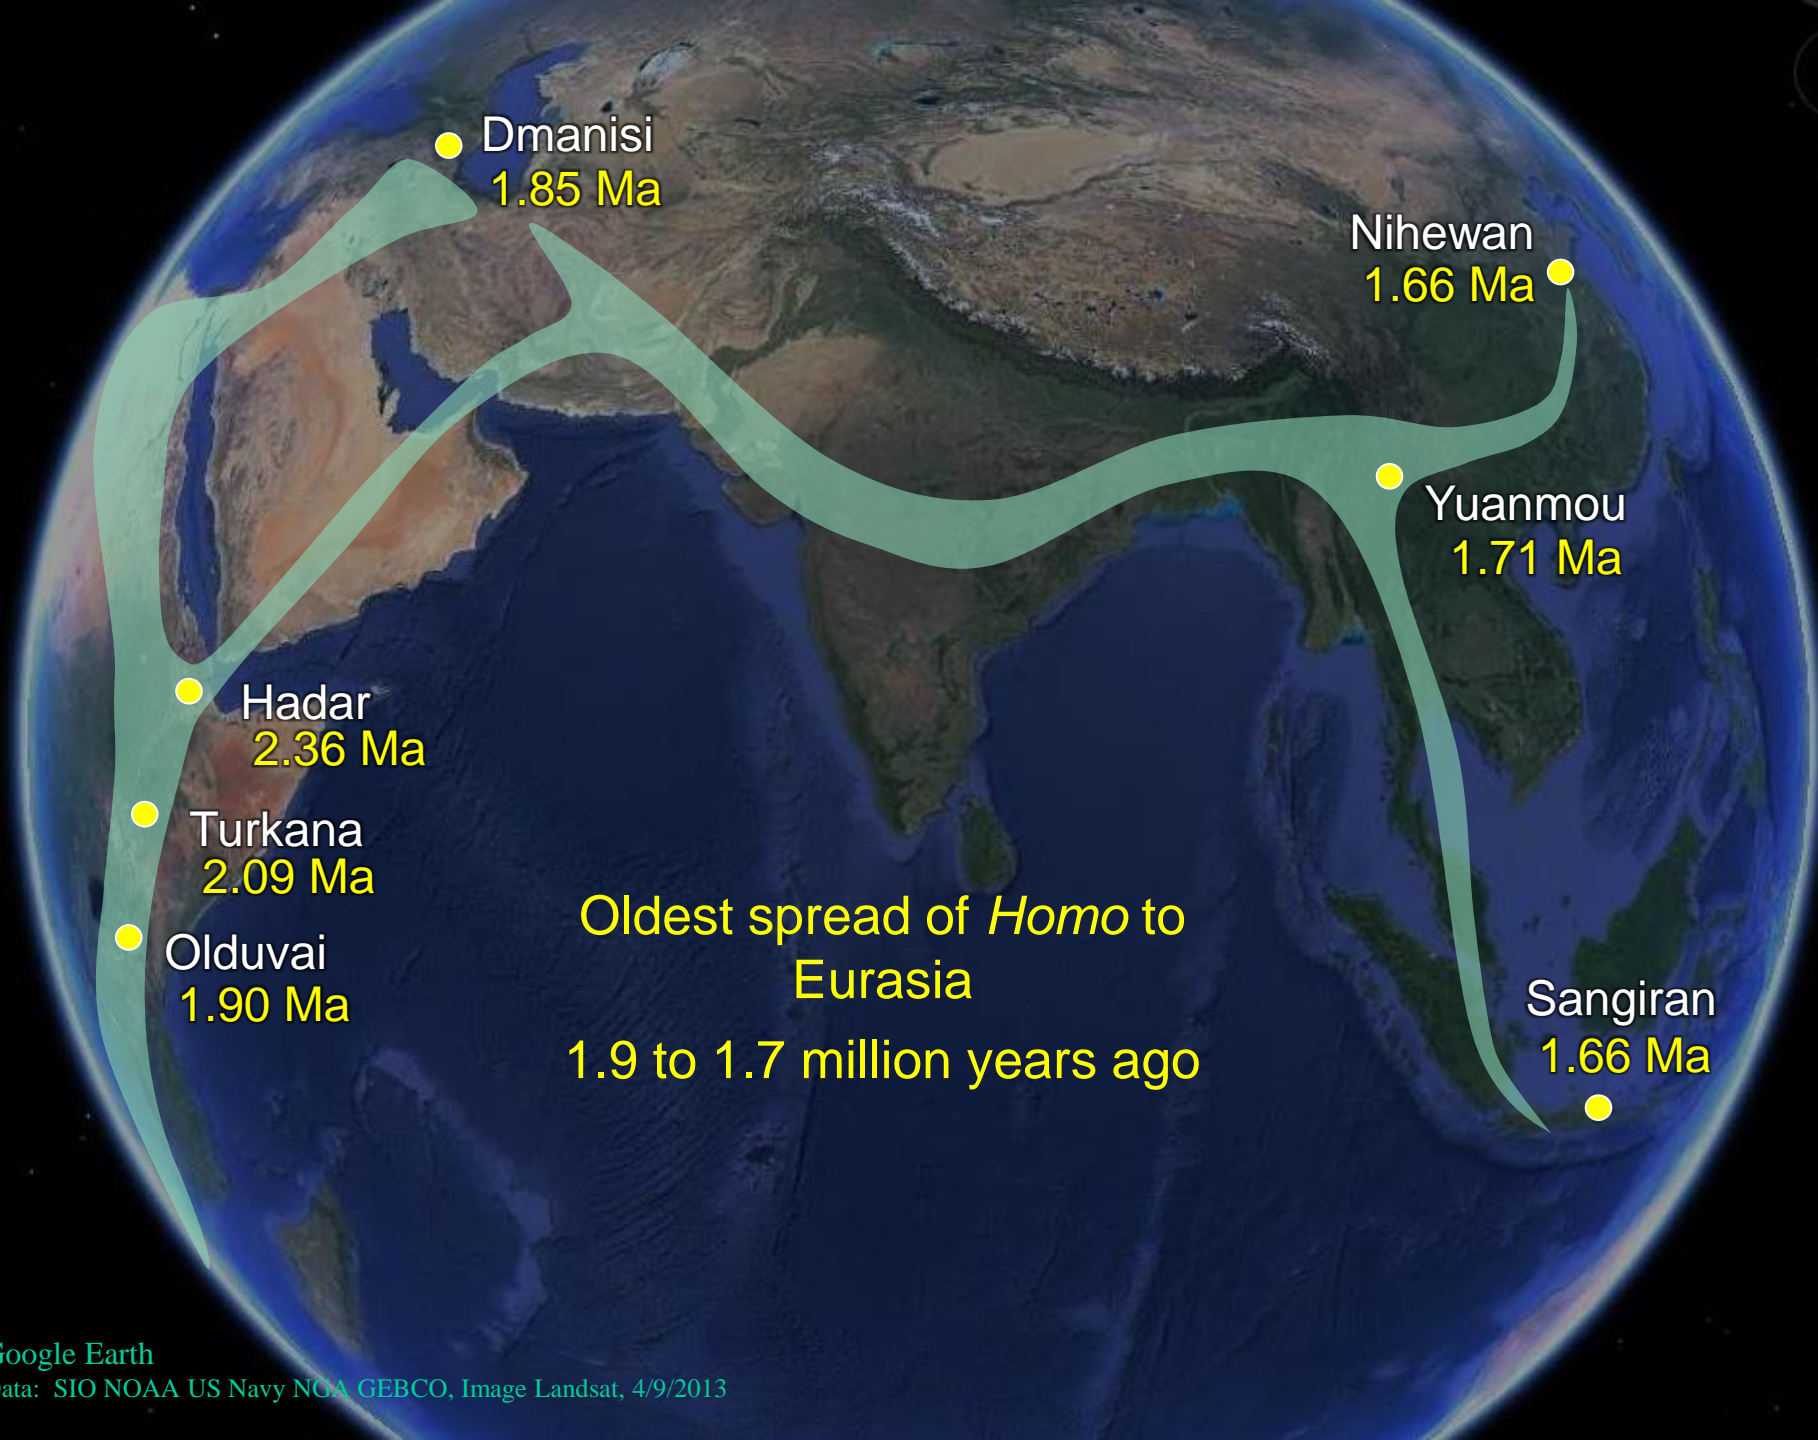 Dmanisi
1.85 Ma
Nihewan
1.66 Ma
Yuanmou
1.71 Ma
Hadar
2.36 Ma
Turkana
2.09 Ma
Olduvai
1.90 Ma
Oldest spread of Homo to
Eurasia
1.9 to 1.7 million years ago
Sangiran
1.66 Ma
Google Earth
Data: SIO NOAA US Navy NGA GEBCO, Image Landsat, 4/9/2013